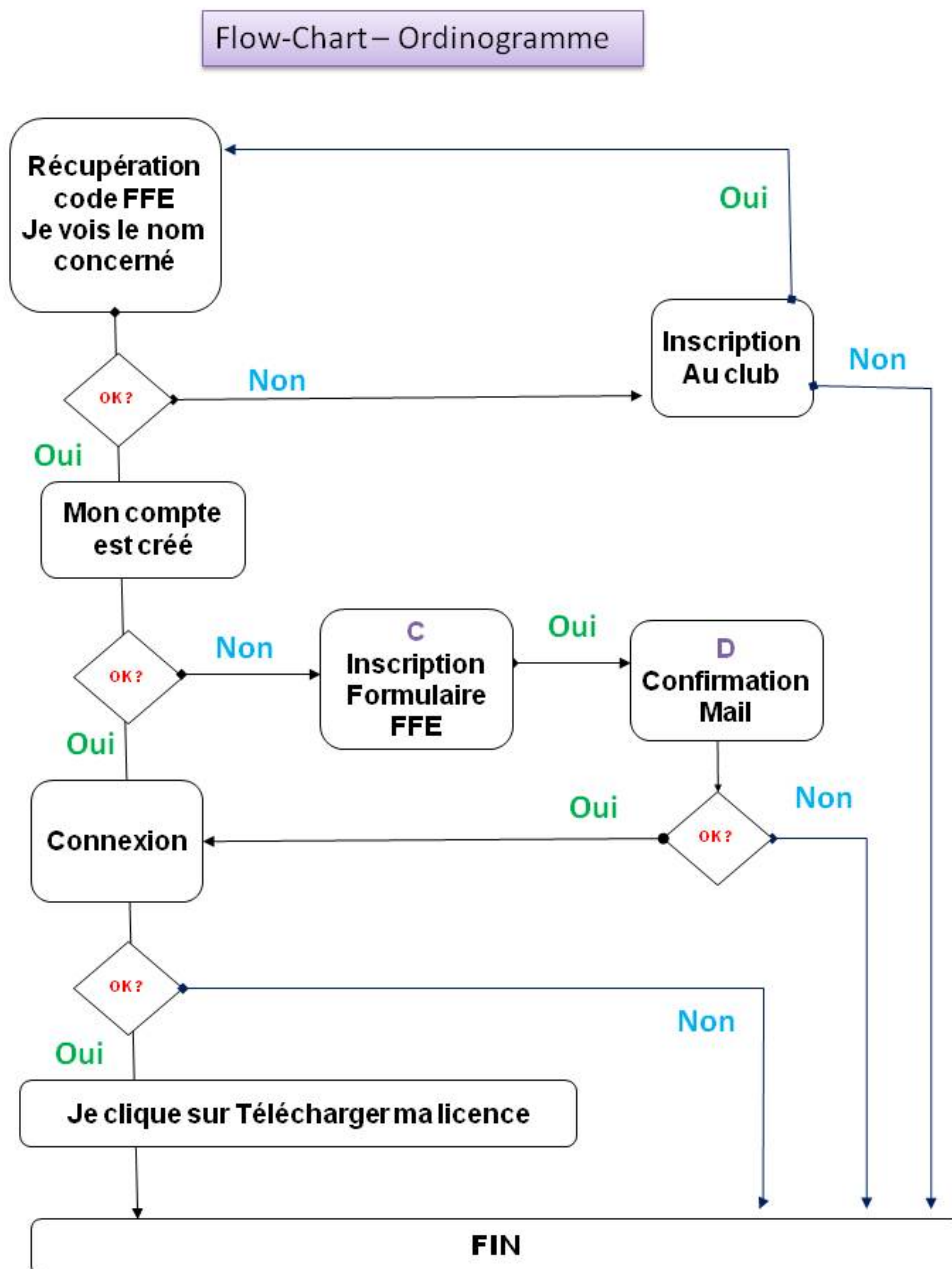 Flow-Chart – Ordinogramme
Récupération
code FFE
Je vois le nom
concerné
Oui
Inscription
Au club
Non
OK?
Non
Oui
Mon compte
est créé
OK?
Non
C
Inscription
Formulaire
FFE
Oui
D
Confirmation
Mail
Oui
Connexion
Oui
OK?
Non
OK?
Non
Oui
Je clique sur Télécharger ma licence
FIN